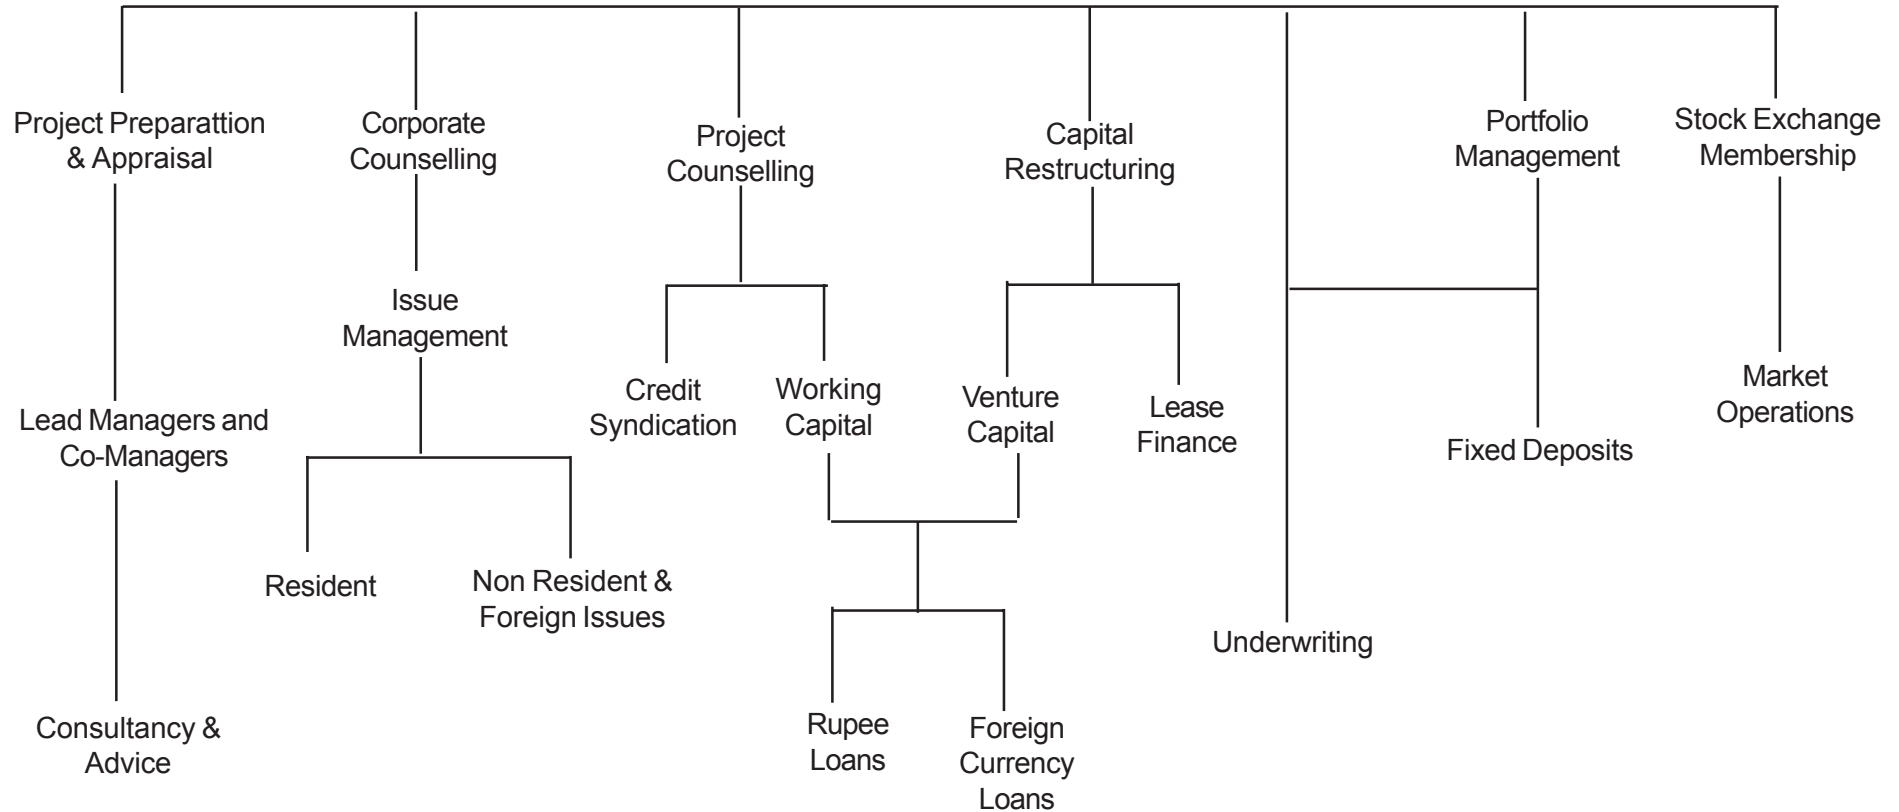 Project Preparattion
& Appraisal
Corporate
Counselling
Project
Counselling
Capital
Restructuring
Portfolio
Management
Stock Exchange
Membership
Issue
Management
Credit
Syndication
Working
Capital
Venture
Capital
Lease
Finance
Market
Operations
Lead Managers and
Co-Managers
Fixed Deposits
Resident
Non Resident &
Foreign Issues
Underwriting
Consultancy &
Advice
Rupee
Loans
Foreign
Currency
Loans